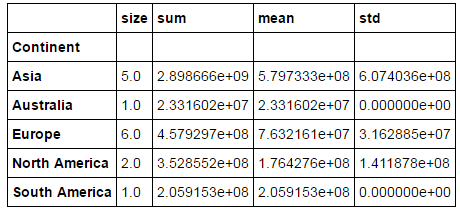 size sum mean std
Continent
Asia 5.0 2.898666e+09 5.797333e+08 6.074036e+08
Australia 1.0 2.331602e+07 2.331602e+07 0.000000e+00
Europe 6.0 4.579297e+08 7.632161e+07 3.162885e+07
North America 2.0 3.528552e+08 1.764276e+08 1.411878e+08
South America 1.0 2.059153e+08 2.059153e+08 0.000000e+00